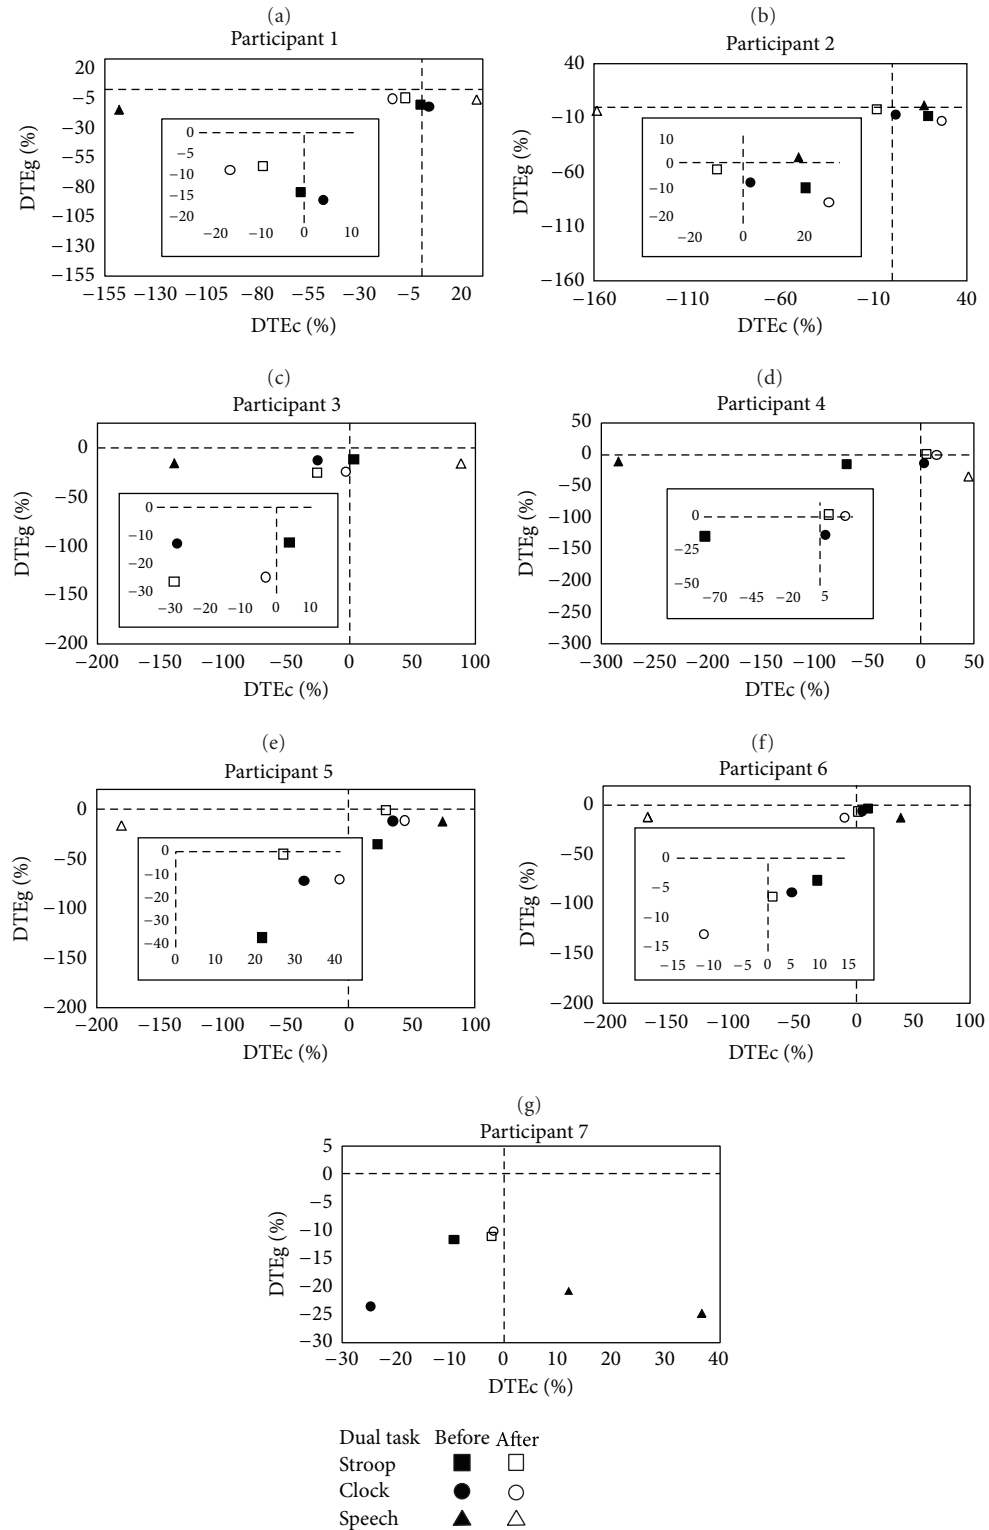 (a)
Participant 1
20
−5
−30
−55
−80
−105
−130
−155
DTEg (%)
0
−5
−10
−15
−20
−20 −10 0 10
−155 −130 −105 −80 −55 −30 −5 20
DTEc (%)
(b)
Participant 2
40
−10
−60
−110
−160
DTEg (%)
10
0
−10
−20
−20 0 20
−160 −110 −60 −10 40
DTEc (%)
(c)
Participant 3
0
−50
−100
−150
−200
DTEg (%)
0
−10
−20
−30
−30 −20 −10 0 10
−200 −150 −100 −50 0 50 100
DTEc (%)
(d)
Participant 4
50
0
−50
−100
−150
−200
−250
−300
DTEg (%)
0
−25
−50
−70 −45 −20 5
−300 −250 −200 −150 −100 −50 0 50
DTEc (%)
(e)
Participant 5
0
−50
−100
−150
−200
DTEg (%)
0
−10
−20
−30
−40
0 10 20 30 40
−200 −150 −100 −50 0 50 100
DTEc (%)
(f)
Participant 6
0
−50
−100
−150
−200
DTEg (%)
0
−5
−10
−15
−15 −10 −5 0 5 10 15
−200 −150 −100 −50 0 50 100
DTEc (%)
(g)
Participant 7
5
0
−5
−10
−15
−20
−25
−30
DTEg (%)
−30 −20 −10 0 10 20 30 40
DTEc (%)
Dual task Before After
Stroop
Clock
Speech